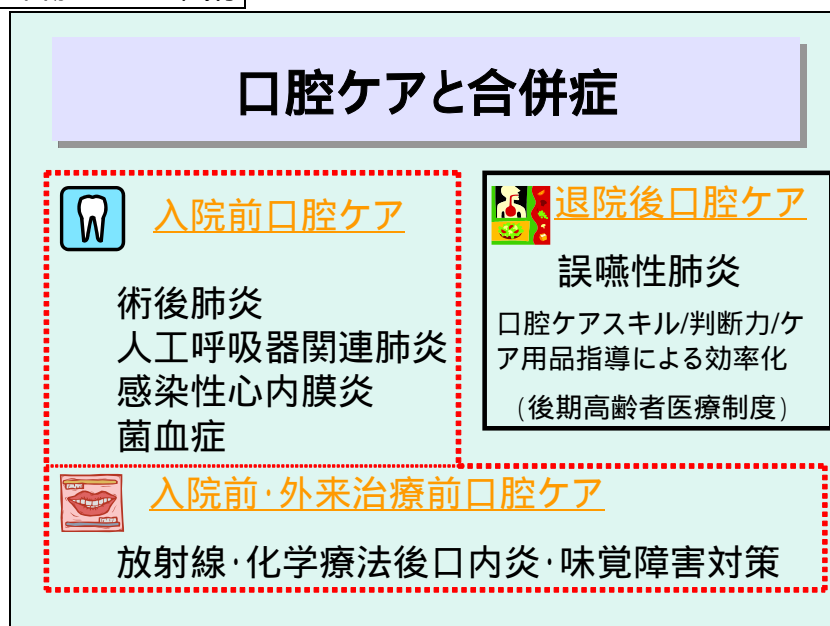 口腔ケアと合併症
入院前口腔ケア
術後肺炎
人工呼吸器関連肺炎
感染性心内膜炎
菌血症
退院後口腔ケア
誤嚥性肺炎
口腔ケアスキル/判断力/ケ
ア用品指導による効率化
(後期高齢者医療制度)
入院前・外来治療前口腔ケア
放射線・化学療法後口内炎・味覚障害対策